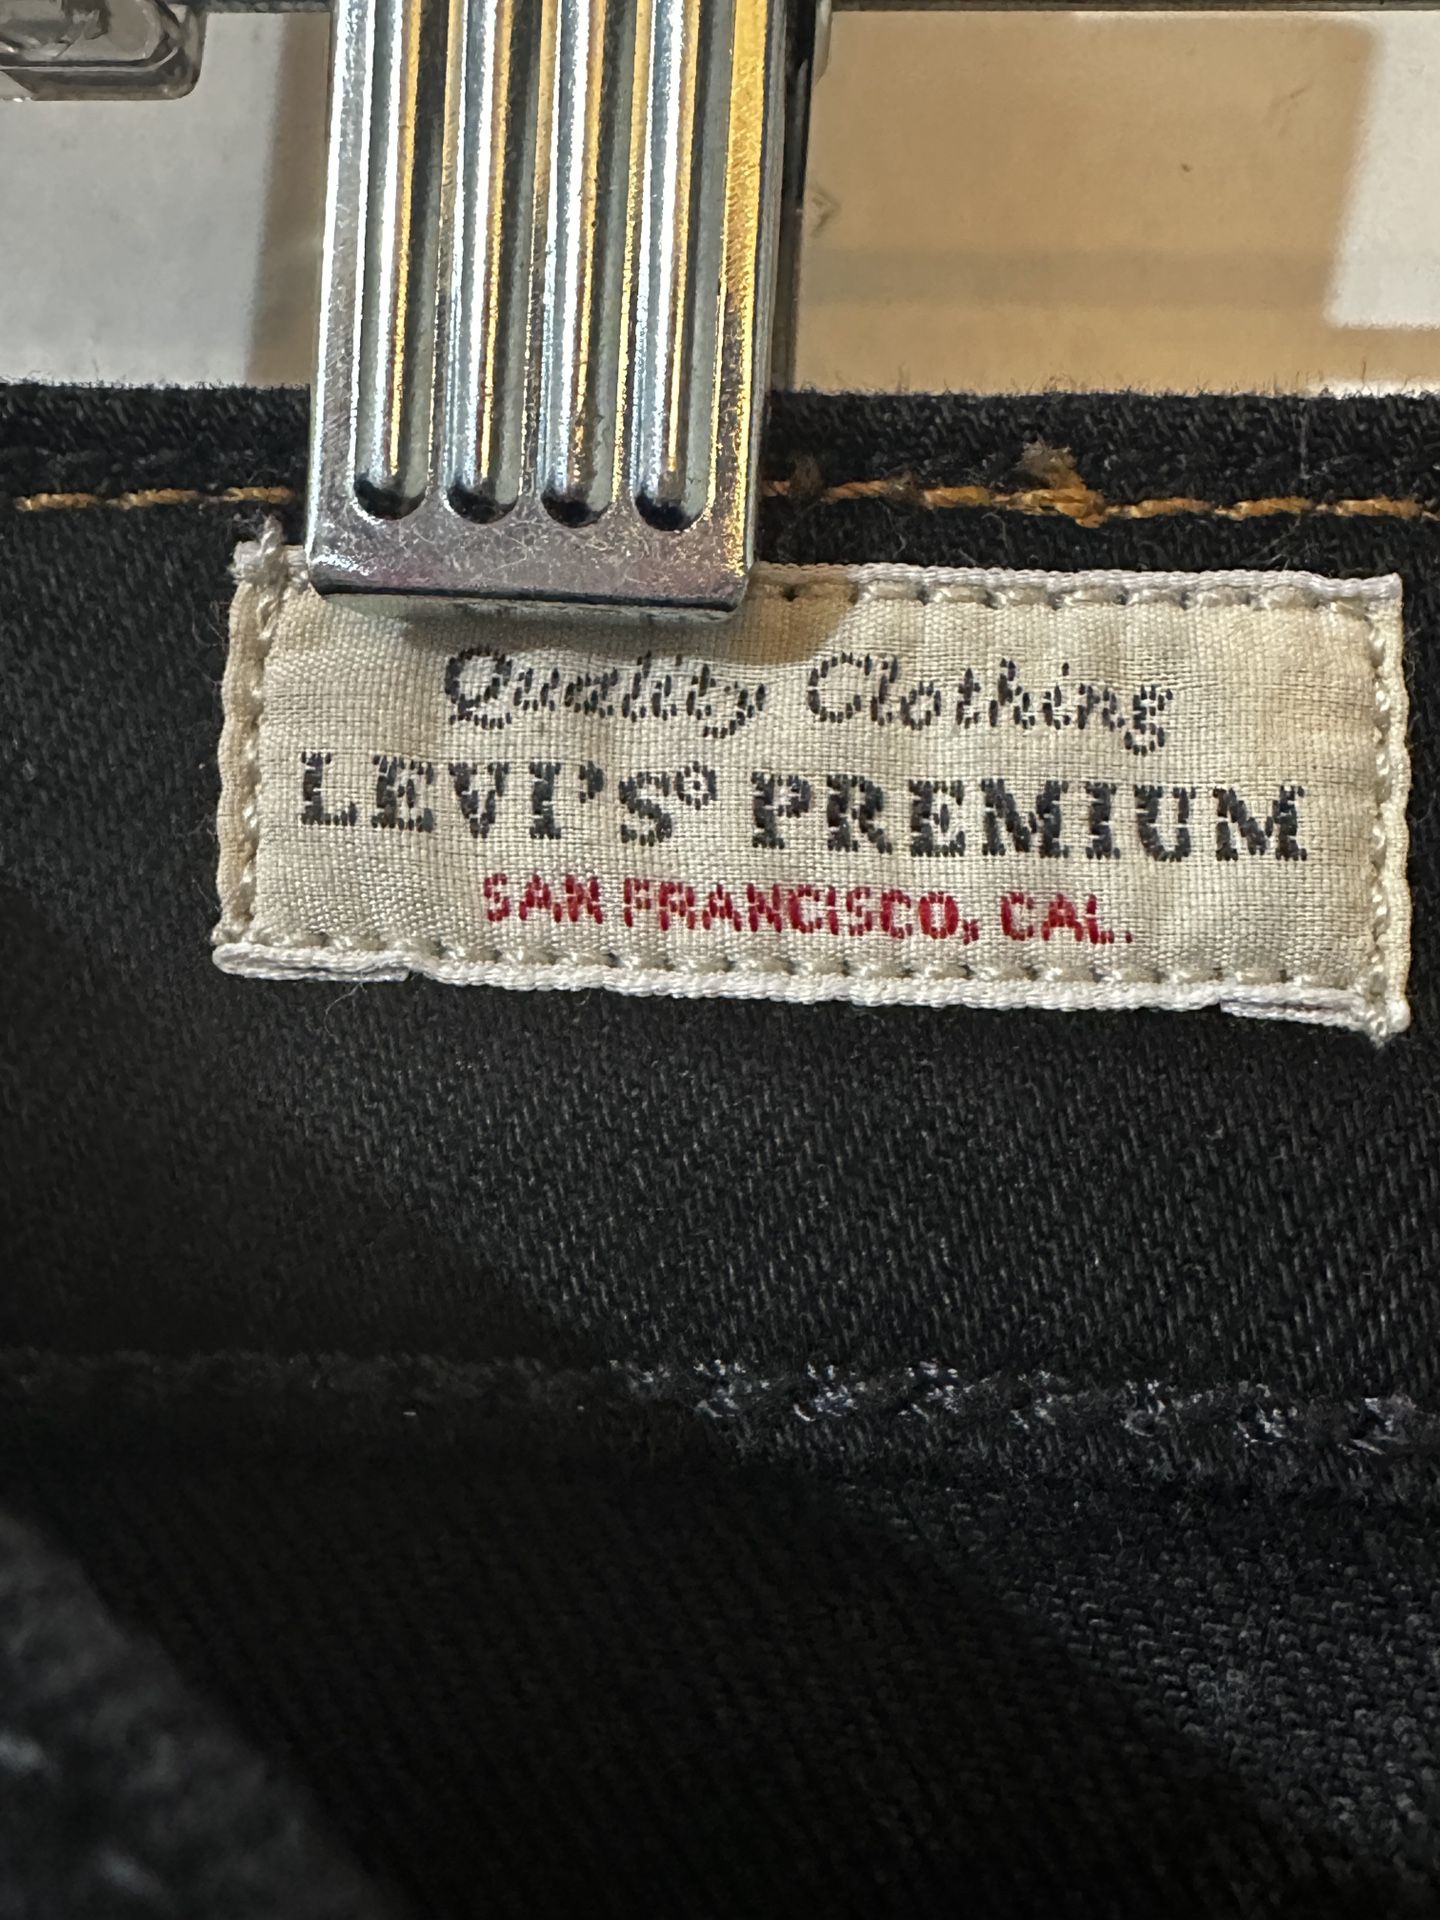 Quality Clothing
LEVI'S® PREMIUM
SAN FRANCISCO, CAL.